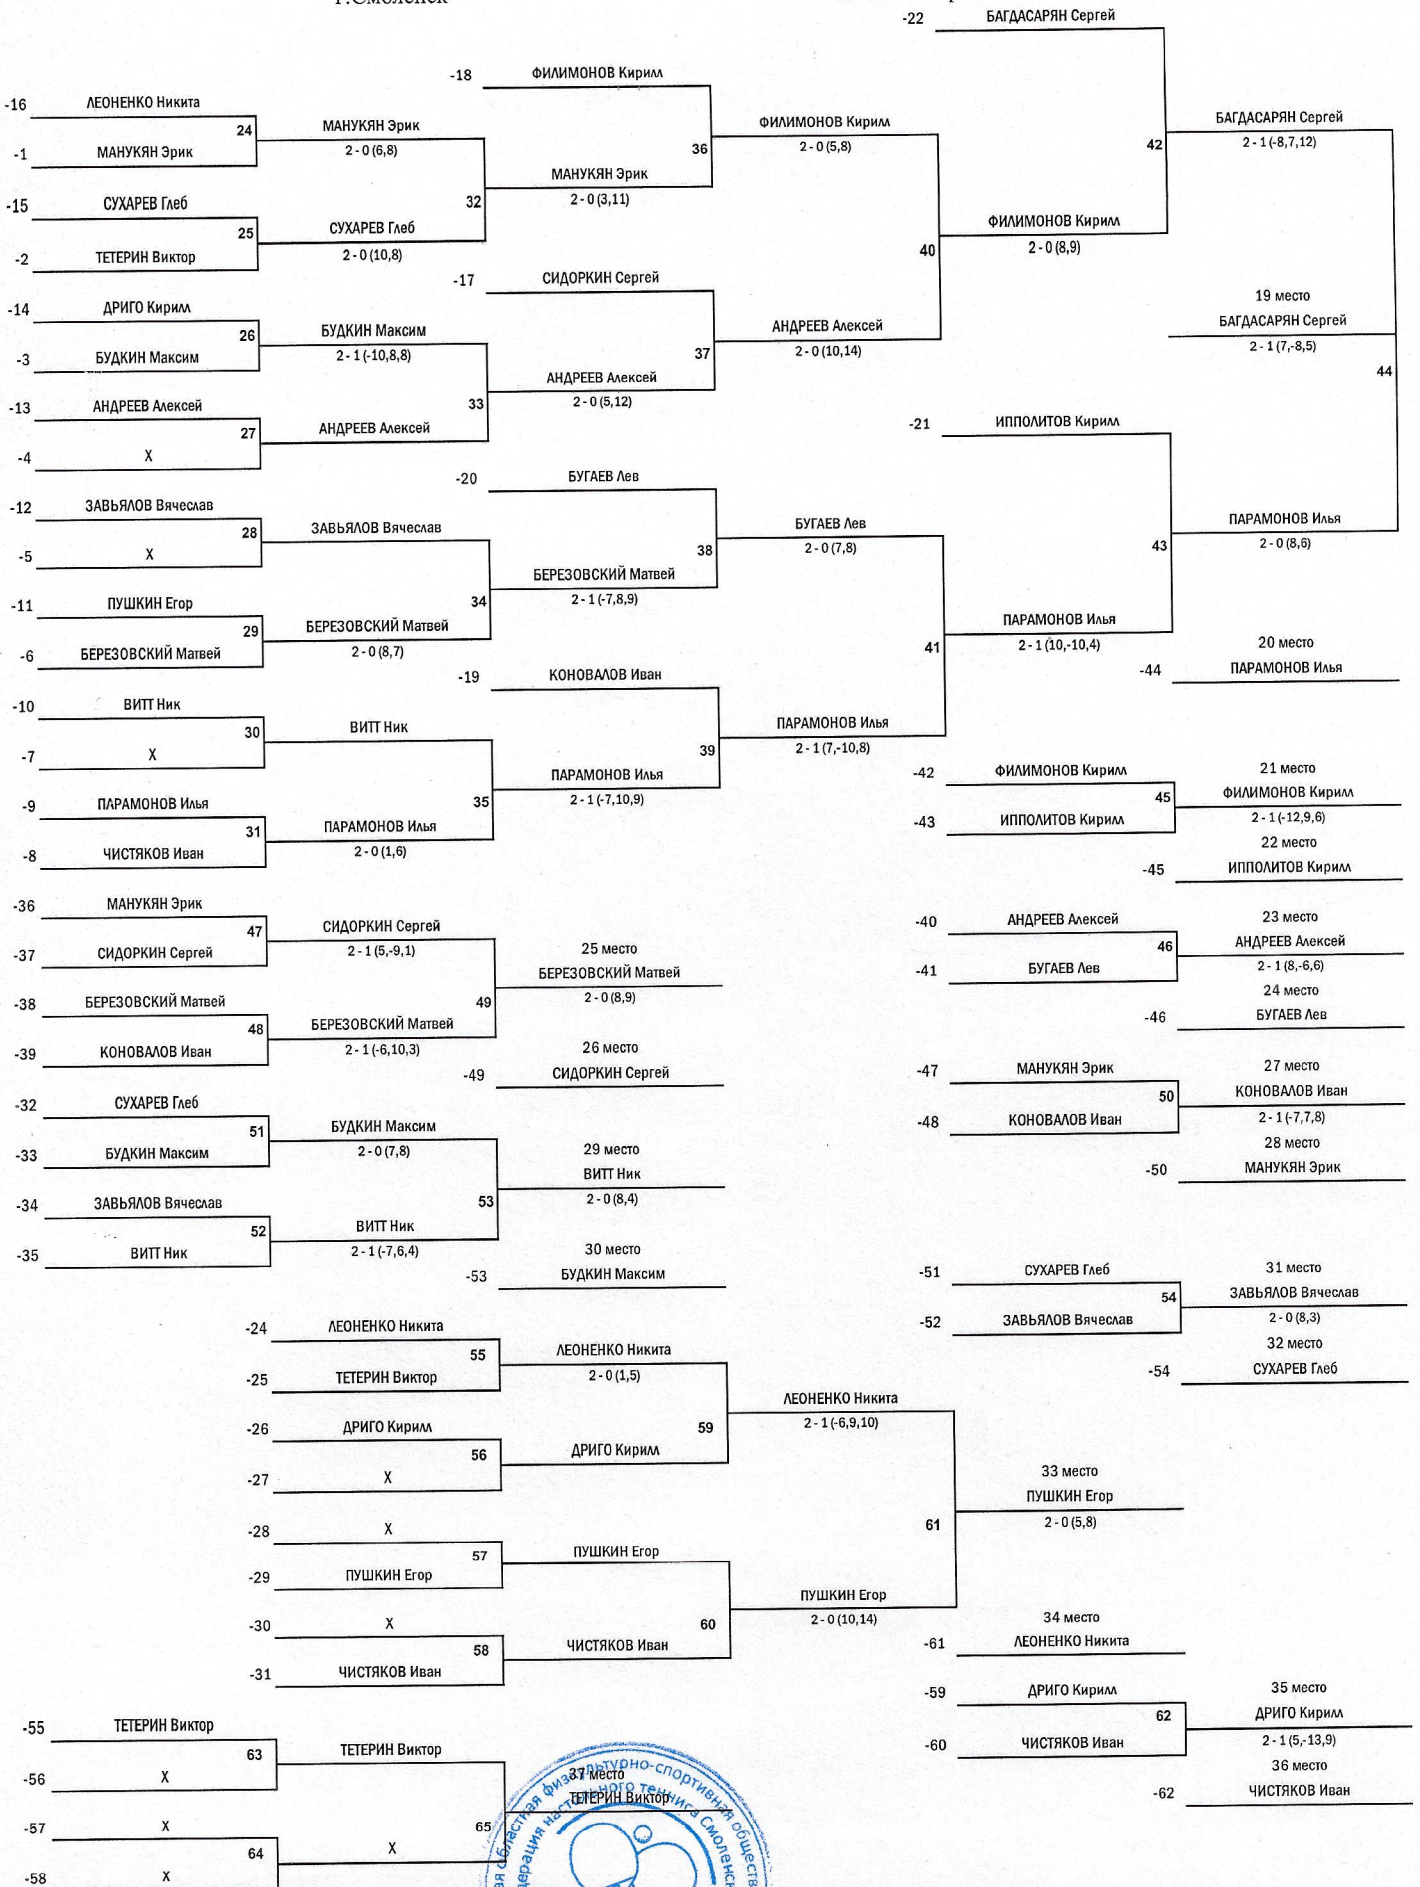 г.Смоленск
-22 БАГДАСАРЯН Сергей
-18 ФИЛИМОНОВ Кирилл
-16 ЛЕОНЕНКО Никита
24
МАНУКЯН Эрик
2 - 0 (6,8)
-1 МАНУКЯН Эрик
ФИЛИМОНОВ Кирилл
2 - 0 (5,8)
36
БАГДАСАРЯН Сергей
2 - 1 (-8,7,12)
42
МАНУКЯН Эрик
2 - 0 (3,11)
32
-15 СУХАРЕВ Глеб
25
СУХАРЕВ Глеб
2 - 0 (10,8)
-2 ТЕТЕРИН Виктор
ФИЛИМОНОВ Кирилл
2 - 0 (8,9)
40
-17 СИДОРКИН Сергей
-14 ДРИГО Кирилл
26
БУДКИН Максим
2 - 1 (-10,8,8)
-3 БУДКИН Максим
АНДРЕЕВ Алексей
2 - 0 (10,14)
37
19 место
БАГДАСАРЯН Сергей
2 - 1 (7,-8,5)
44
АНДРЕЕВ Алексей
2 - 0 (5,12)
33
-13 АНДРЕЕВ Алексей
27
АНДРЕЕВ Алексей
-4 X
-21 ИППОЛИТОВ Кирилл
-20 БУГАЕВ Лев
-12 ЗАВЬЯЛОВ Вячеслав
28
ЗАВЬЯЛОВ Вячеслав
-5 X
БУГАЕВ Лев
2 - 0 (7,8)
38
ПАРАМОНОВ Илья
2 - 0 (8,6)
43
БЕРЕЗОВСКИЙ Матвей
2 - 1 (-7,8,9)
34
-11 ПУШКИН Егор
29
БЕРЕЗОВСКИЙ Матвей
2 - 0 (8,7)
-6 БЕРЕЗОВСКИЙ Матвей
ПАРАМОНОВ Илья
2 - 1 (10,-10,4)
41
20 место
-44 ПАРАМОНОВ Илья
-19 КОНОВАЛОВ Иван
-10 ВИТТ Ник
30
ВИТТ Ник
-7 X
ПАРАМОНОВ Илья
2 - 1 (7,-10,8)
39
ПАРАМОНОВ Илья
2 - 1 (-7,10,9)
35
-9 ПАРАМОНОВ Илья
31
ПАРАМОНОВ Илья
2 - 0 (1,6)
-8 ЧИСТЯКОВ Иван
-42 ФИЛИМОНОВ Кирилл
45
21 место
ФИЛИМОНОВ Кирилл
2 - 1 (-12,9,6)
-43 ИППОЛИТОВ Кирилл
22 место
-45 ИППОЛИТОВ Кирилл
-36 МАНУКЯН Эрик
47
СИДОРКИН Сергей
2 - 1 (5,-9,1)
-37 СИДОРКИН Сергей
25 место
БЕРЕЗОВСКИЙ Матвей
2 - 0 (8,9)
49
-38 БЕРЕЗОВСКИЙ Матвей
48
БЕРЕЗОВСКИЙ Матвей
2 - 1 (-6,10,3)
-39 КОНОВАЛОВ Иван
26 место
-49 СИДОРКИН Сергей
-40 АНДРЕЕВ Алексей
46
23 место
АНДРЕЕВ Алексей
2 - 1 (8,-6,6)
-41 БУГАЕВ Лев
24 место
-46 БУГАЕВ Лев
-47 МАНУКЯН Эрик
50
27 место
КОНОВАЛОВ Иван
2 - 1 (-7,7,8)
-48 КОНОВАЛОВ Иван
28 место
-50 МАНУКЯН Эрик
-32 СУХАРЕВ Глеб
51
БУДКИН Максим
2 - 0 (7,8)
-33 БУДКИН Максим
29 место
ВИТТ Ник
2 - 0 (8,4)
53
-34 ЗАВЬЯЛОВ Вячеслав
52
ВИТТ Ник
2 - 1 (-7,6,4)
-35 ВИТТ Ник
30 место
-53 БУДКИН Максим
-51 СУХАРЕВ Глеб
54
31 место
ЗАВЬЯЛОВ Вячеслав
2 - 0 (8,3)
-52 ЗАВЬЯЛОВ Вячеслав
32 место
-54 СУХАРЕВ Глеб
-24 ЛЕОНЕНКО Никита
55
ЛЕОНЕНКО Никита
2 - 0 (1,5)
-25 ТЕТЕРИН Виктор
ЛЕОНЕНКО Никита
2 - 1 (-6,9,10)
59
-26 ДРИГО Кирилл
56
ДРИГО Кирилл
-27 X
33 место
ПУШКИН Егор
2 - 0 (5,8)
61
-28 X
57
ПУШКИН Егор
-29 ПУШКИН Егор
ПУШКИН Егор
2 - 0 (10,14)
60
-30 X
58
ЧИСТЯКОВ Иван
-31 ЧИСТЯКОВ Иван
34 место
-61 ЛЕОНЕНКО Никита
-59 ДРИГО Кирилл
62
35 место
ДРИГО Кирилл
2 - 1 (5,-13,9)
-60 ЧИСТЯКОВ Иван
36 место
-62 ЧИСТЯКОВ Иван
-55 ТЕТЕРИН Виктор
63
ТЕТЕРИН Виктор
-56 X
37 место
ТЕТЕРИН Виктор
65
-57 X
64
X
-58 X
областная физкультурно-спортивная
настольного тенниса